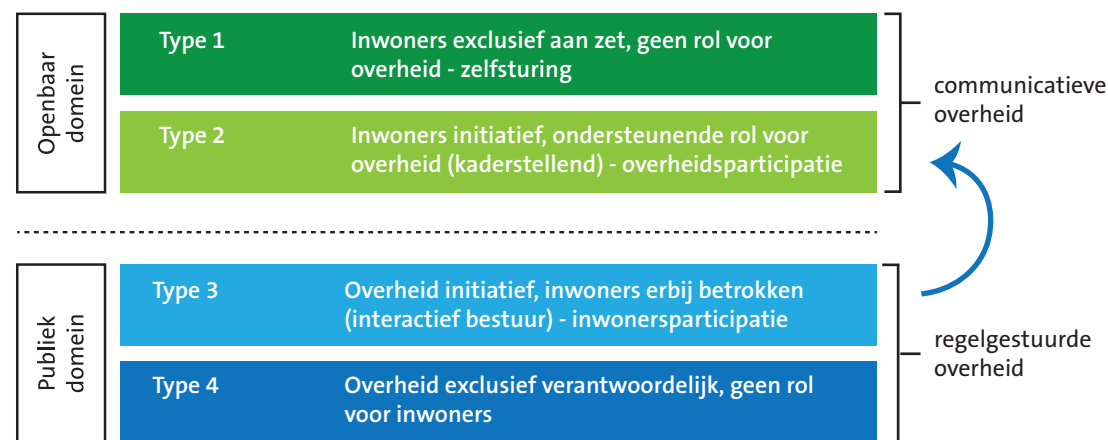 Openbaar
domein
Type 1
Inwoners exclusief aan zet, geen rol voor
overheid - zelfsturing
Type 2
Inwoners initiatief, ondersteunende rol voor
overheid (kaderstellend) - overheidsparticipatie
communicatieve
overheid
Publiek
domein
Type 3
Overheid initiatief, inwoners erbij betrokken
(interactief bestuur) - inwonersparticipatie
Type 4
Overheid exclusief verantwoordelijk, geen rol
voor inwoners
regelgestuurde
overheid